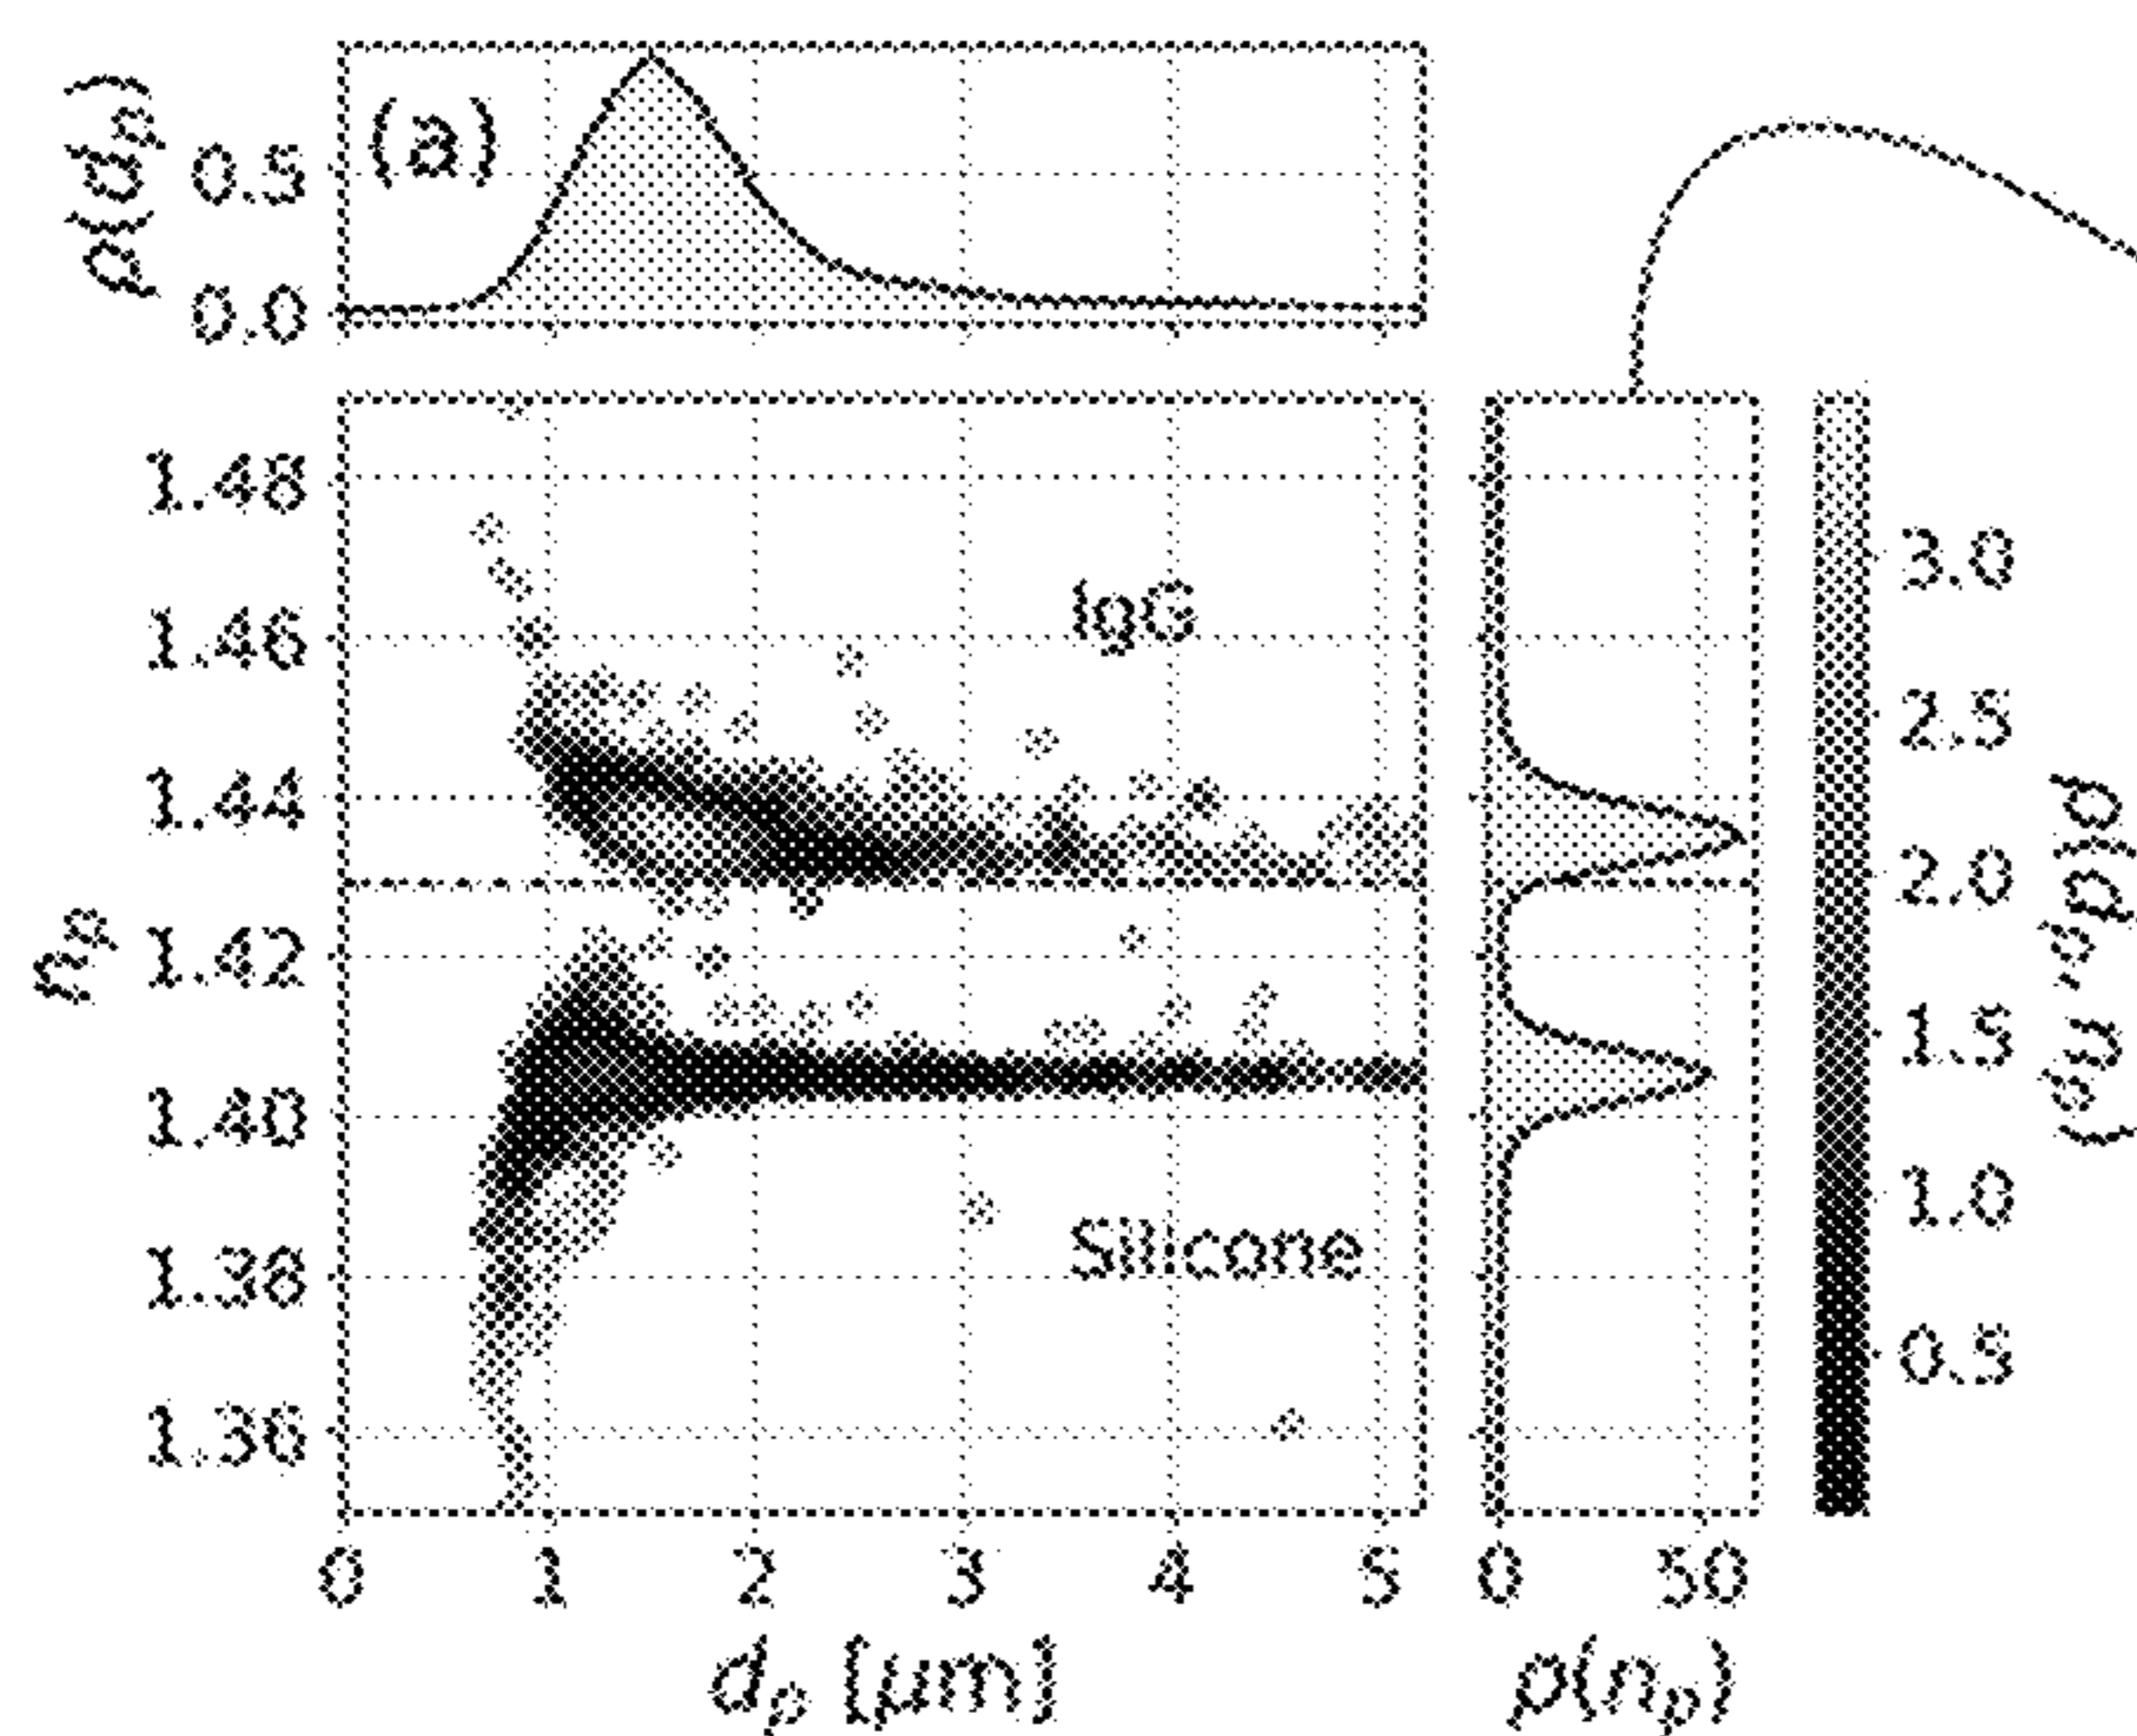 ρ(dₚ)
0.5
0.0
(a)
nₚ
1.48
1.46
1.44
1.42
1.40
1.38
1.36
IgG
Silicone
0 1 2 3 4 5
dₚ [μm]
0 50
ρ(nₚ)
3.0
2.5
2.0
1.5
1.0
0.5
ρ(dₚ, nₚ)